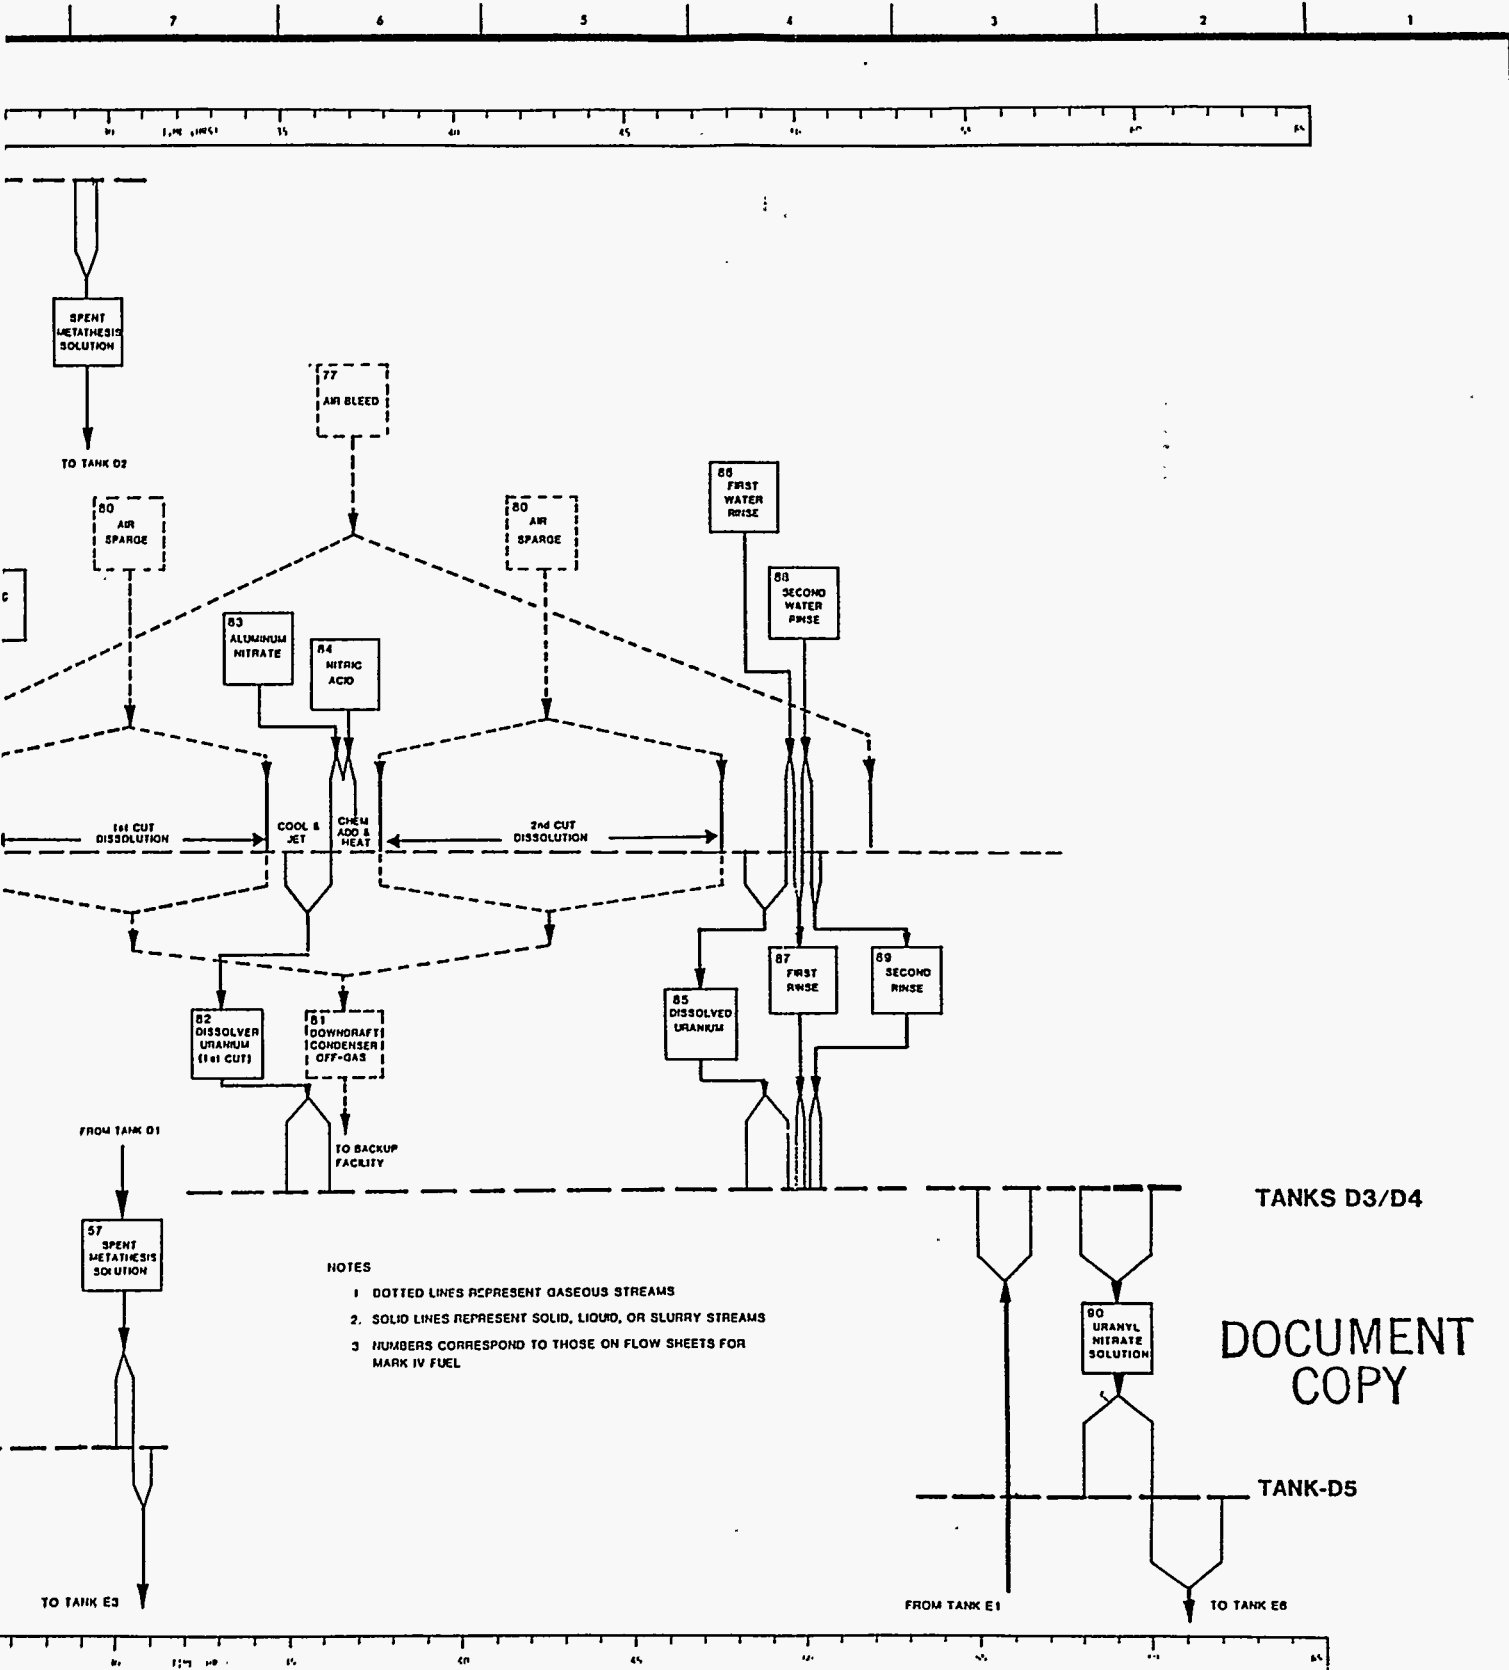 7 6 5 4 3 2 1
35 40 45
SPENT
METATHESIS
SOLUTION
77
AIR BLEED
TO TANK D2
86
FIRST
WATER
RINSE
80
AIR
SPARGE
80
AIR
SPARGE
88
SECOND
WATER
RINSE
83
ALUMINUM
NITRATE
84
NITRIC
ACID
1st CUT
DISSOLUTION
COOL &
JET
CHEM
ADD &
HEAT
2nd CUT
DISSOLUTION
87
FIRST
RINSE
89
SECOND
RINSE
85
DISSOLVED
URANIUM
82
DISSOLVER
URANIUM
(1st CUT)
81
DOWNDRAFT
CONDENSER
OFF-GAS
FROM TANK D1
TO BACKUP
FACILITY
TANKS D3/D4
57
SPENT
METATHESIS
SOLUTION
NOTES
1 DOTTED LINES REPRESENT GASEOUS STREAMS
2. SOLID LINES REPRESENT SOLID, LIQUID, OR SLURRY STREAMS
3 NUMBERS CORRESPOND TO THOSE ON FLOW SHEETS FOR
MARK IV FUEL
90
URANYL
NITRATE
SOLUTION
DOCUMENT
COPY
TANK-D5
TO TANK E3
FROM TANK E1
TO TANK E6